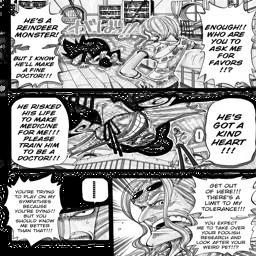 HE'S A
REINDEER
MONSTER!
BUT I KNOW
HE'LL MAKE
A FINE
DOCTOR!!!
ENOUGH!!
WHO ARE
YOU TO
ASK ME
FOR
FAVORS
!!?
HE RISKED
HIS LIFE
TO MAKE
MEDICINE
FOR ME!!!
PLEASE
TRAIN HIM
TO BE A
DOCTOR!!!
HE'S
GOT A
KIND
HEART
!!!
YOU'RE TRYING
TO PLAY ON MY
SYMPATHIES
BECAUSE
YOU'RE DYING!!
BUT YOU
SHOULD KNOW
ME BETTER
THAN THAT!!!
GET OUT
OF HERE!!!
THERE'S A
LIMIT TO MY
TOLERANCE!!!
YOU EXPECT
ME TO TAKE OVER
YOUR FOOLISH
RESEARCH AND
LOOK AFTER YOUR
WEIRD PET!?